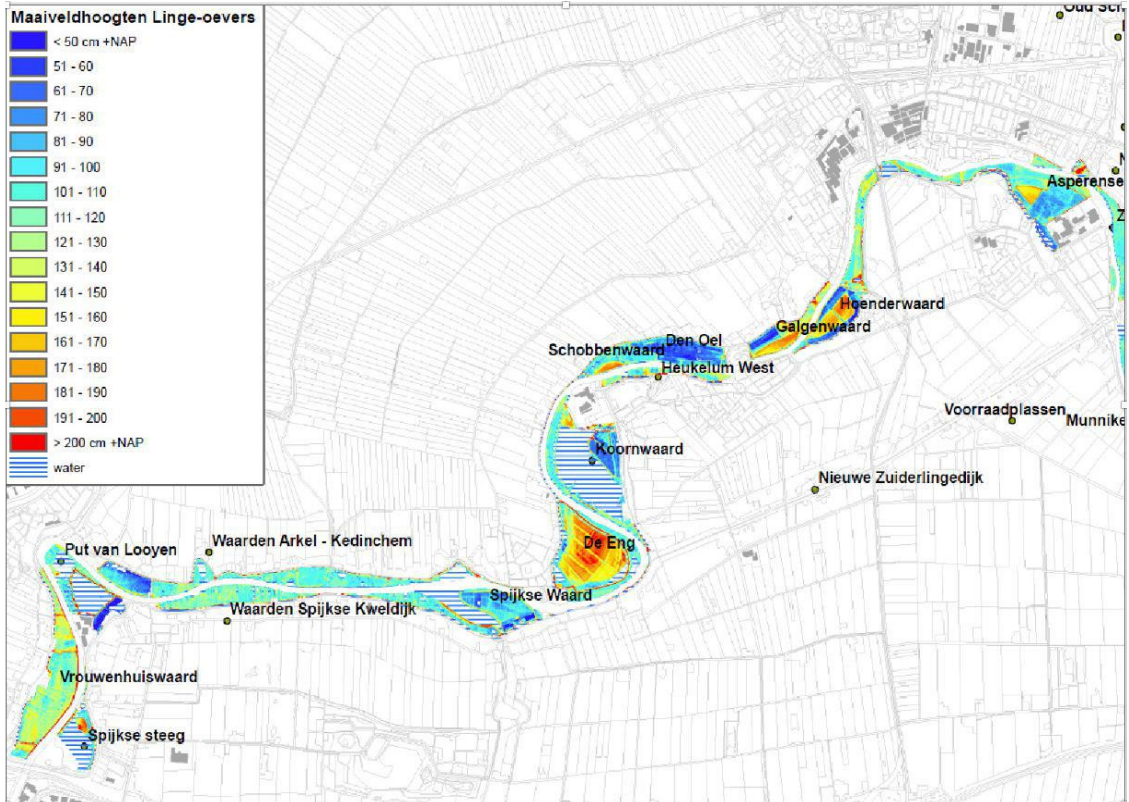 Maaiveldhoogten Linge-oevers
< 50 cm +NAP
51 - 60
61 - 70
71 - 80
81 - 90
91 - 100
101 - 110
111 - 120
121 - 130
131 - 140
141 - 150
151 - 160
161 - 170
171 - 180
181 - 190
191 - 200
> 200 cm +NAP
water
Oud Sch
Asperense
Z
Hoenderwaard
Galgenwaard
Den Oel
Schobbenwaard
Heukelum West
Voorraadplassen
Munnike
Koornwaard
Nieuwe Zuiderlingedijk
De Eng
Waarden Arkel - Kedinchem
Put van Looyen
Spijkse Waard
Waarden Spijkse Kweldijk
Vrouwenhuiswaard
Spijkse steeg